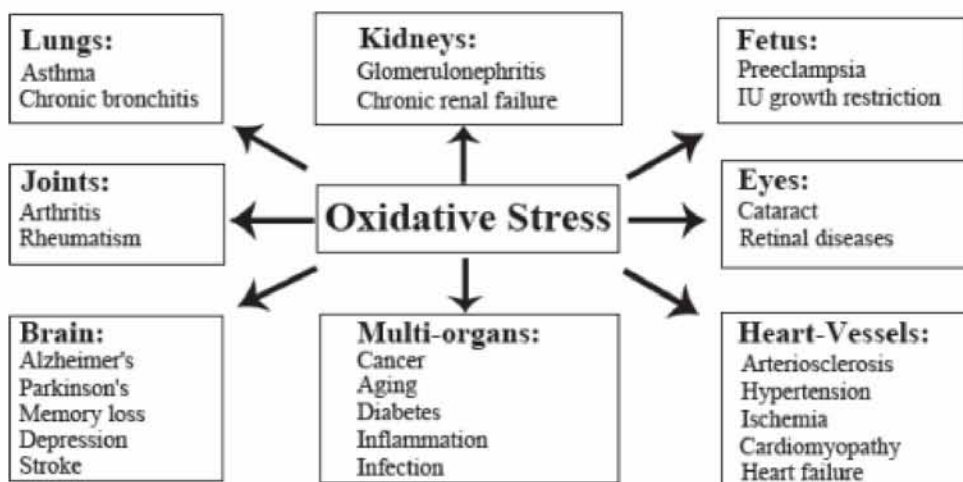 Lungs:
Asthma
Chronic bronchitis
Kidneys:
Glomerulonephritis
Chronic renal failure
Fetus:
Preeclampsia
IU growth restriction
Joints:
Arthritis
Rheumatism
Oxidative Stress
Eyes:
Cataract
Retinal diseases
Brain:
Alzheimer's
Parkinson's
Memory loss
Depression
Stroke
Multi-organs:
Cancer
Aging
Diabetes
Inflammation
Infection
Heart-Vessels:
Arteriosclerosis
Hypertension
Ischemia
Cardiomyopathy
Heart failure